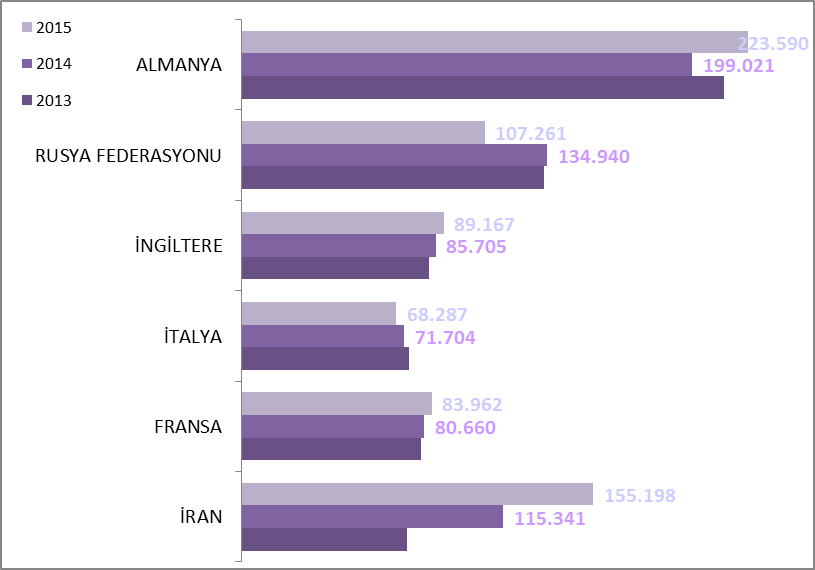 2015
2014
2013
ALMANYA
223.590
199.021
RUSYA FEDERASYONU
107.261
134.940
İNGİLTERE
89.167
85.705
İTALYA
68.287
71.704
FRANSA
83.962
80.660
İRAN
155.198
115.341